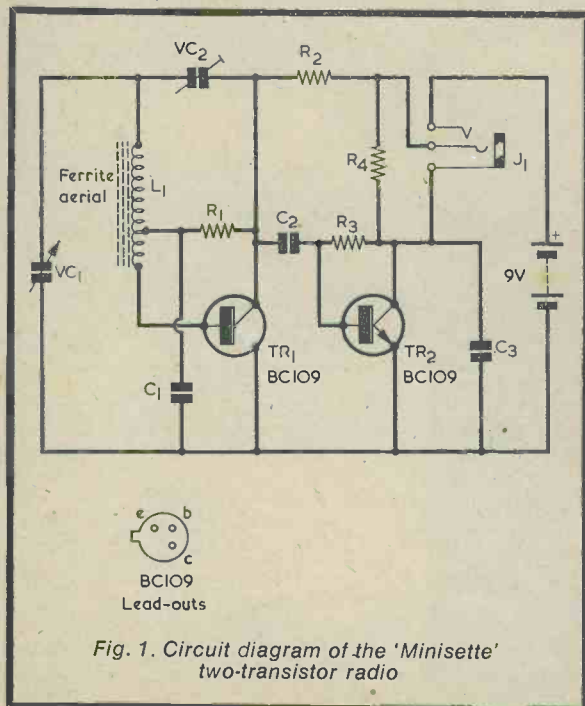 VC2
R2
Ferrite
aerial
L1
R1
C2
R3
R4
J1
VC1
C1
TR1
BC109
TR2
BC109
C3
+
9V
e b
c
BC109
Lead-outs
Fig. 1. Circuit diagram of the 'Minisette'
two-transistor radio